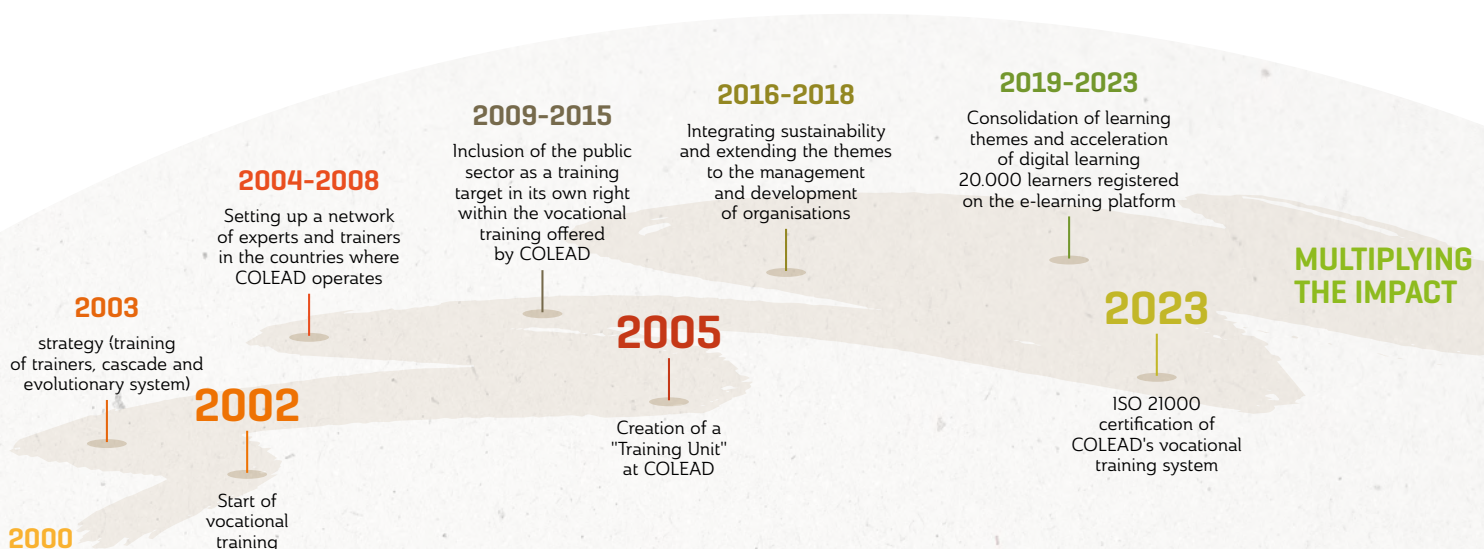 2000
2002
Start of
vocational
training
2003
strategy (training
of trainers, cascade and
evolutionary system)
2004-2008
Setting up a network
of experts and trainers
in the countries where
COLEAD operates
2005
Creation of a
"Training Unit"
at COLEAD
2009-2015
Inclusion of the public
sector as a training
target in its own right
within the vocational
training offered
by COLEAD
2016-2018
Integrating sustainability
and extending the themes
to the management
and development
of organisations
2019-2023
Consolidation of learning
themes and acceleration
of digital learning
20.000 learners registered
on the e-learning platform
2023
ISO 21000
certification of
COLEAD's vocational
training system
MULTIPLYING
THE IMPACT